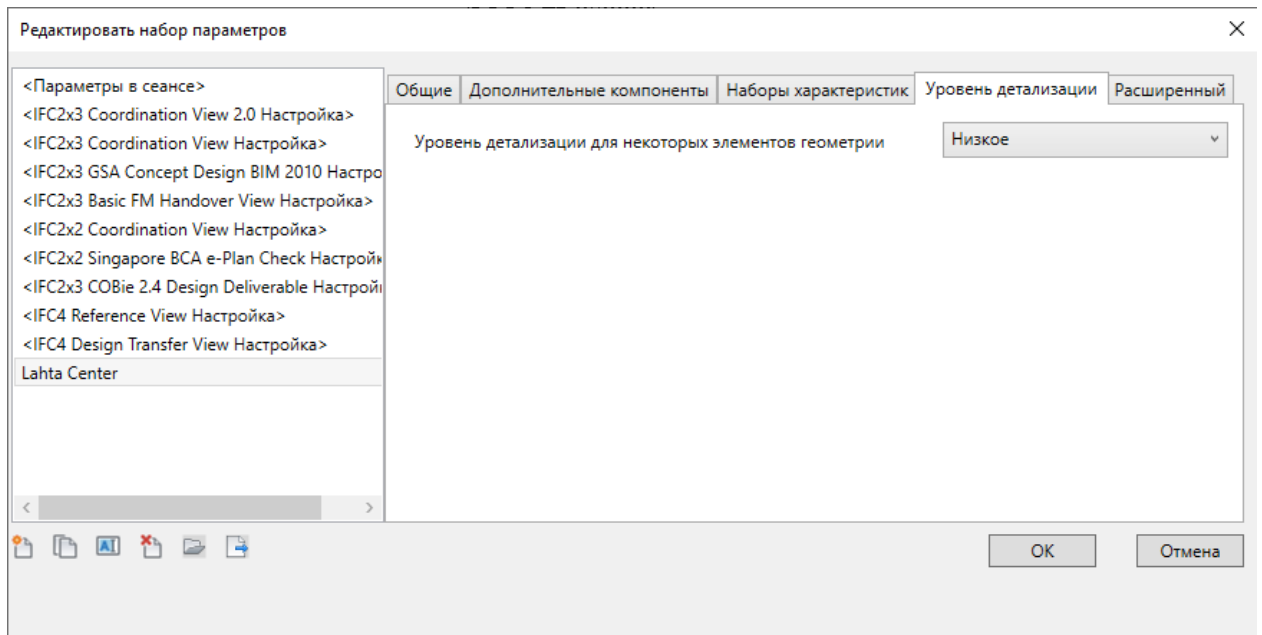 Редактировать набор параметров
<Параметры в сеансе>
<IFC2x3 Coordination View 2.0 Настройка>
<IFC2x3 Coordination View Настройка>
<IFC2x3 GSA Concept Design BIM 2010 Настро
<IFC2x3 Basic FM Handover View Настройка>
<IFC2x2 Coordination View Настройка>
<IFC2x2 Singapore BCA e-Plan Check Настройк
<IFC2x3 COBie 2.4 Design Deliverable Настрой
<IFC4 Reference View Настройка>
<IFC4 Design Transfer View Настройка>
Lahta Center
Общие Дополнительные компоненты Наборы характеристик Уровень детализации Расширенный
Уровень детализации для некоторых элементов геометрии Низкое
OK Отмена